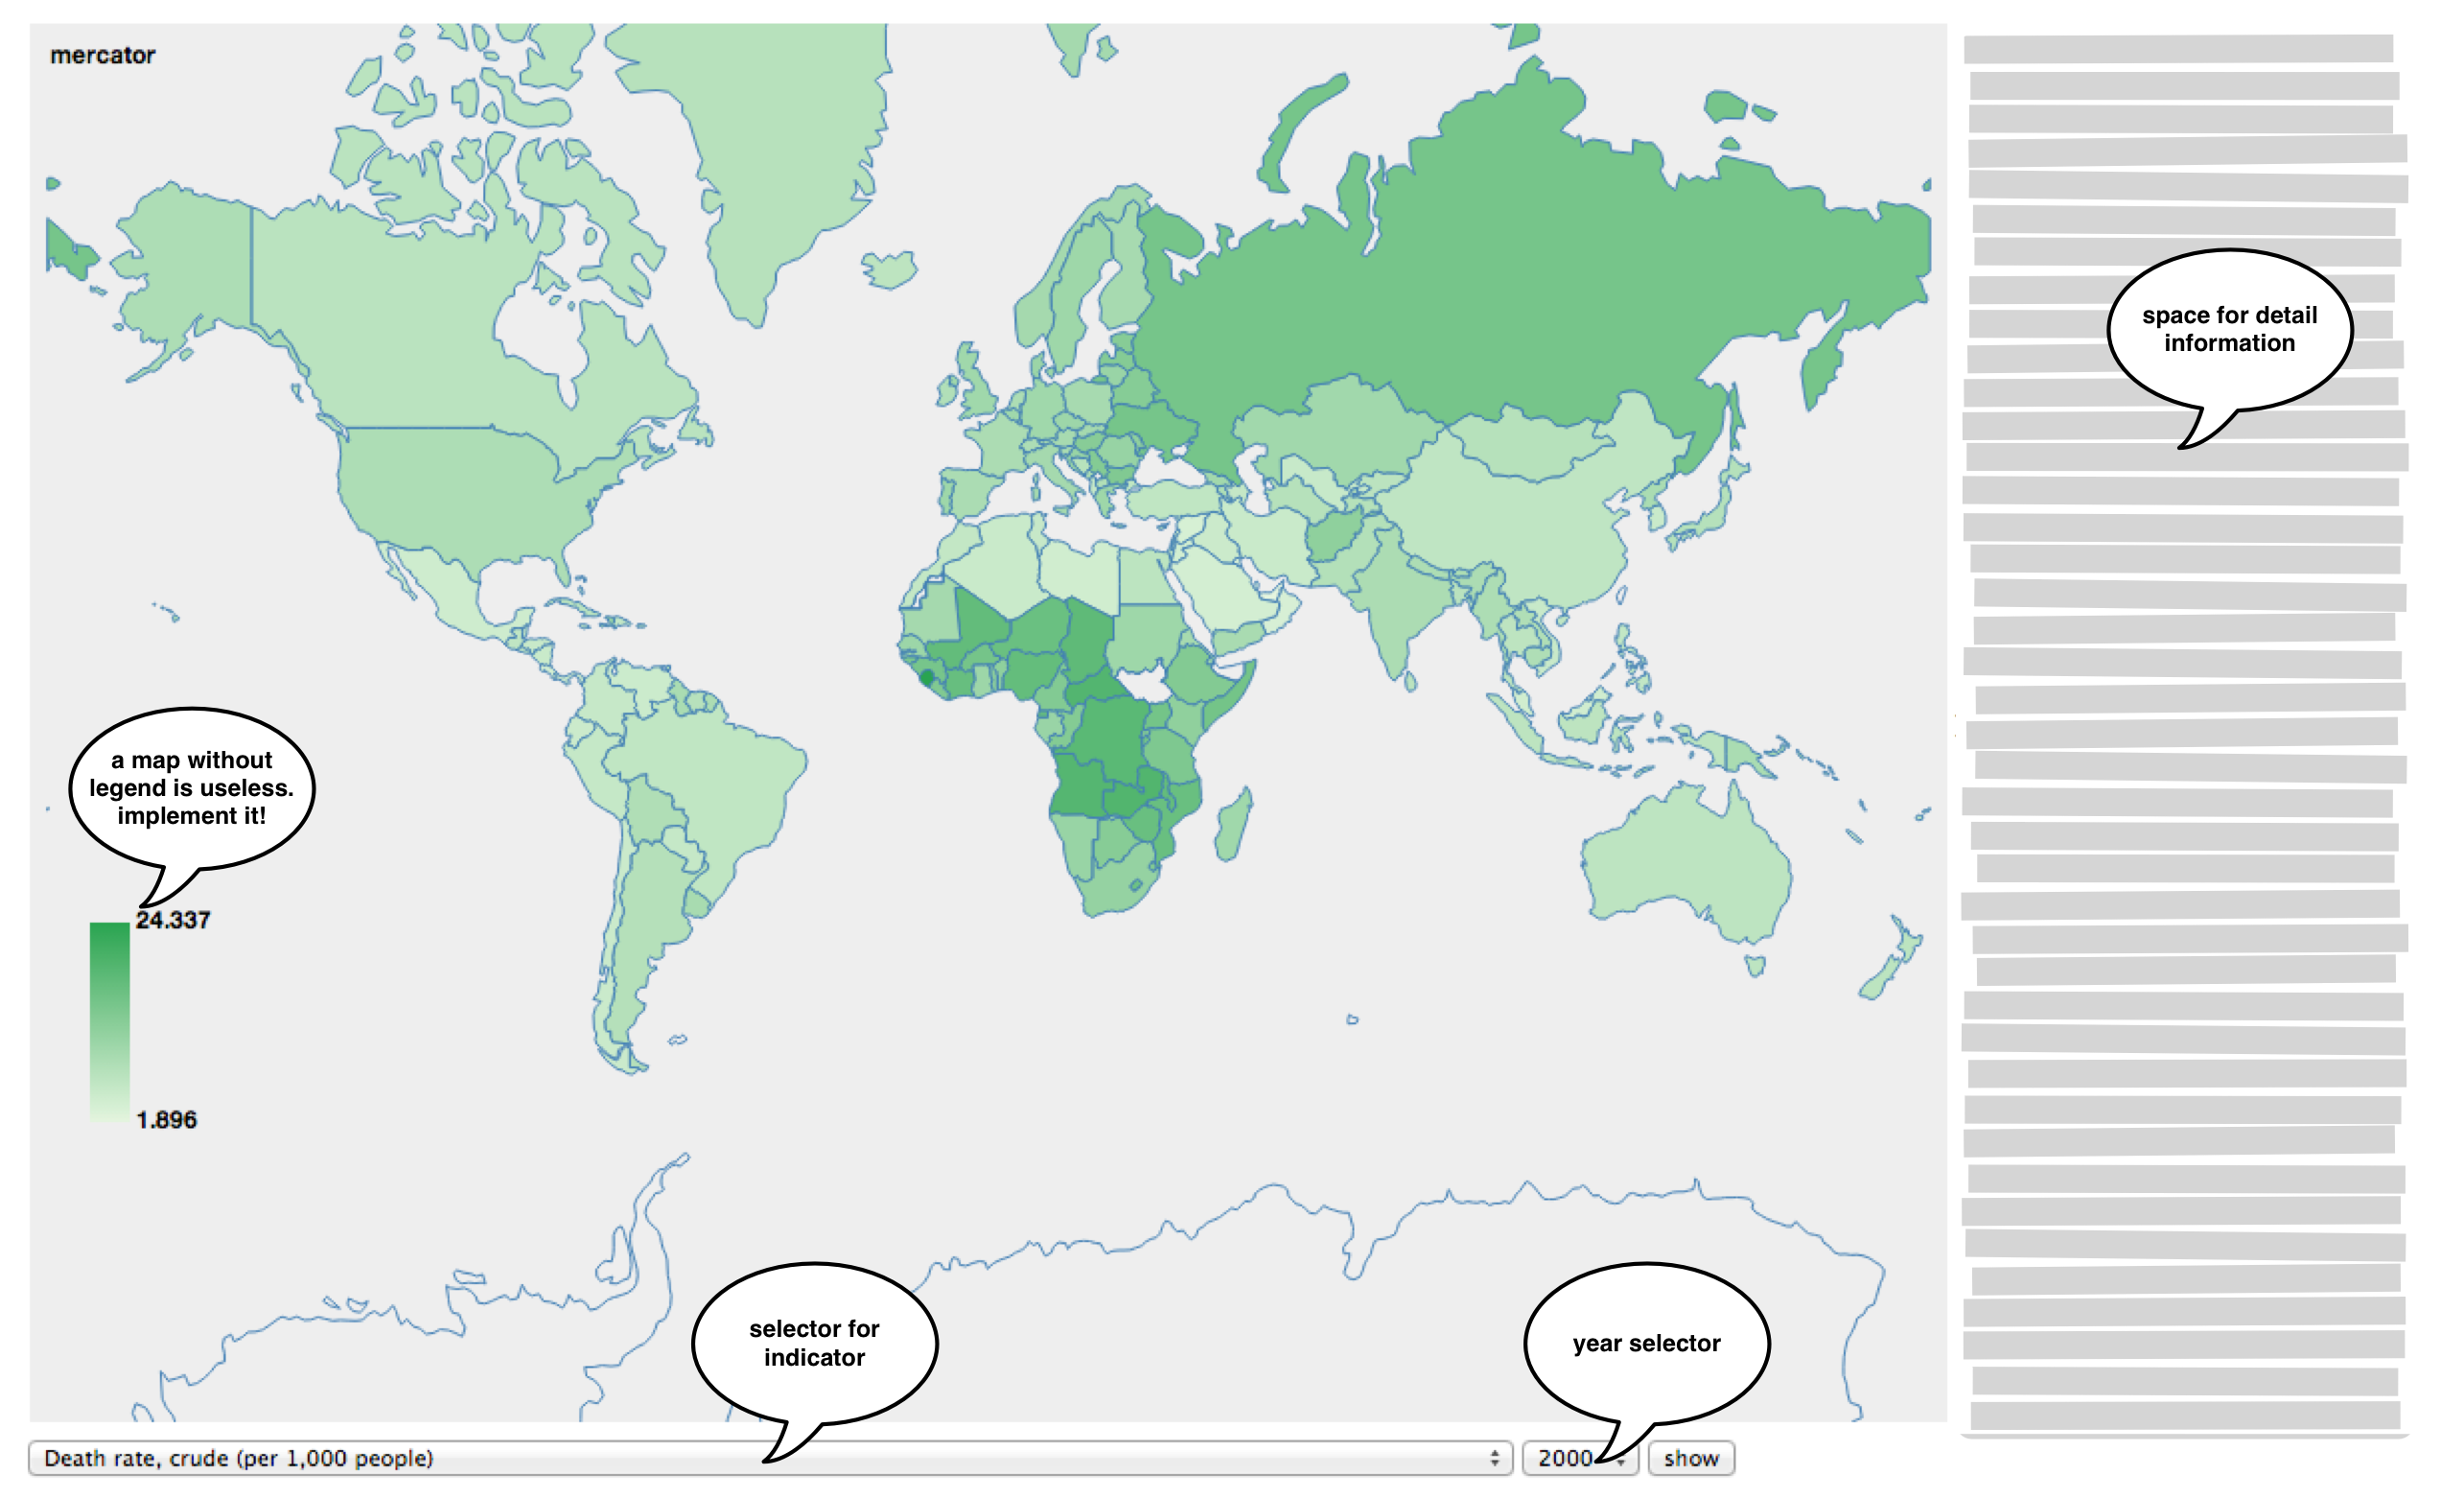 mercator
space for detail
information
a map without
legend is useless.
implement it!
24.337
1.896
selector for
indicator
year selector
Death rate, crude (per 1,000 people)
2000
show